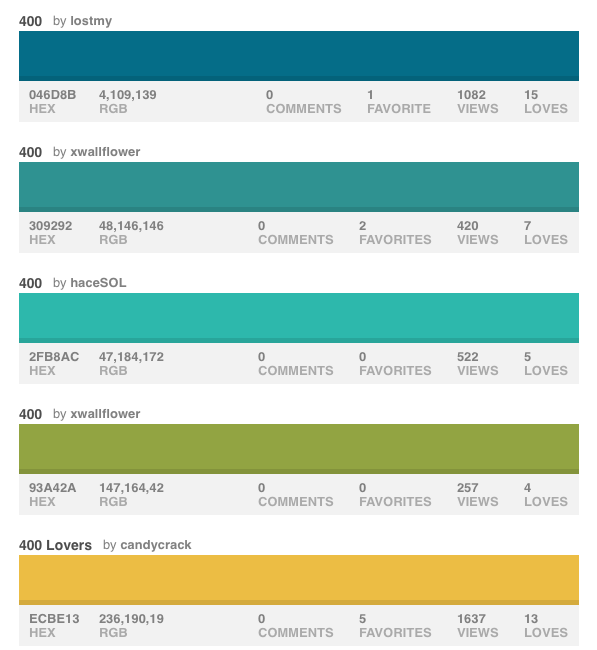 400 by lostmy
046D8B 4,109,139 0 1 1082 15
HEX RGB COMMENTS FAVORITE VIEWS LOVES
400 by xwallflower
309292 48,146,146 0 2 420 7
HEX RGB COMMENTS FAVORITES VIEWS LOVES
400 by haceSOL
2FB8AC 47,184,172 0 0 522 5
HEX RGB COMMENTS FAVORITES VIEWS LOVES
400 by xwallflower
93A42A 147,164,42 0 0 257 4
HEX RGB COMMENTS FAVORITES VIEWS LOVES
400 Lovers by candycrack
ECBE13 236,190,19 0 5 1637 13
HEX RGB COMMENTS FAVORITES VIEWS LOVES